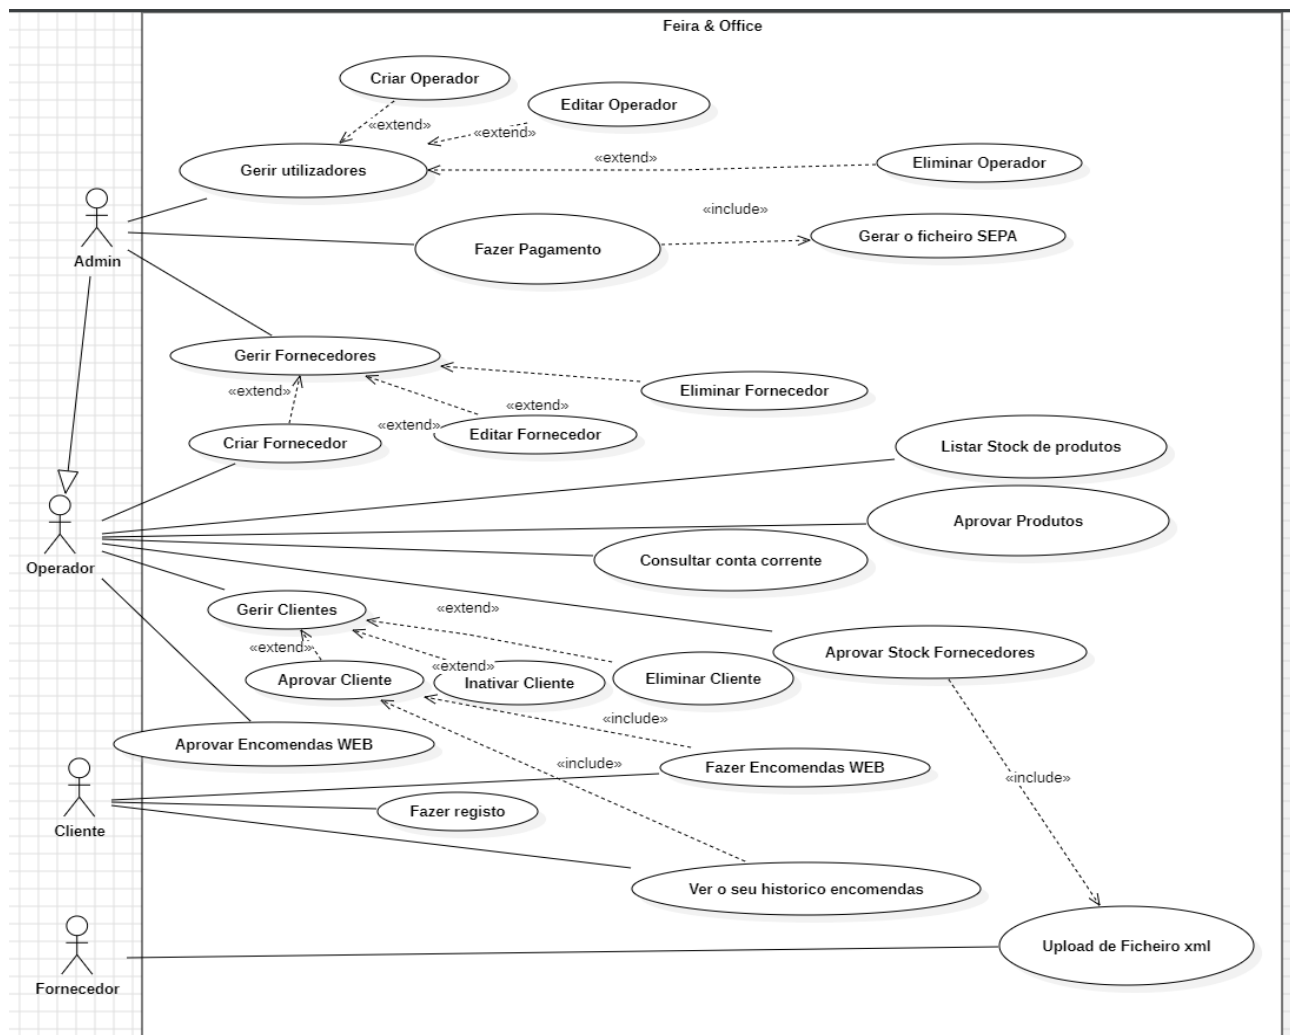 Feira & Office
Criar Operador
Editar Operador
«extend»
«extend»
«extend»
Eliminar Operador
Gerir utilizadores
«include»
Gerar o ficheiro SEPA
Fazer Pagamento
Admin
Gerir Fornecedores
«extend»
Eliminar Fornecedor
«extend»
«extend»
Criar Fornecedor
Editar Fornecedor
Listar Stock de produtos
Aprovar Produtos
Consultar conta corrente
Operador
Gerir Clientes
«extend»
«extend»
Aprovar Stock Fornecedores
«extend»
Aprovar Cliente
Inativar Cliente
Eliminar Cliente
«include»
Aprovar Encomendas WEB
«include»
Fazer Encomendas WEB
«include»
Fazer registo
Cliente
Ver o seu historico encomendas
Upload de Ficheiro xml
Fornecedor